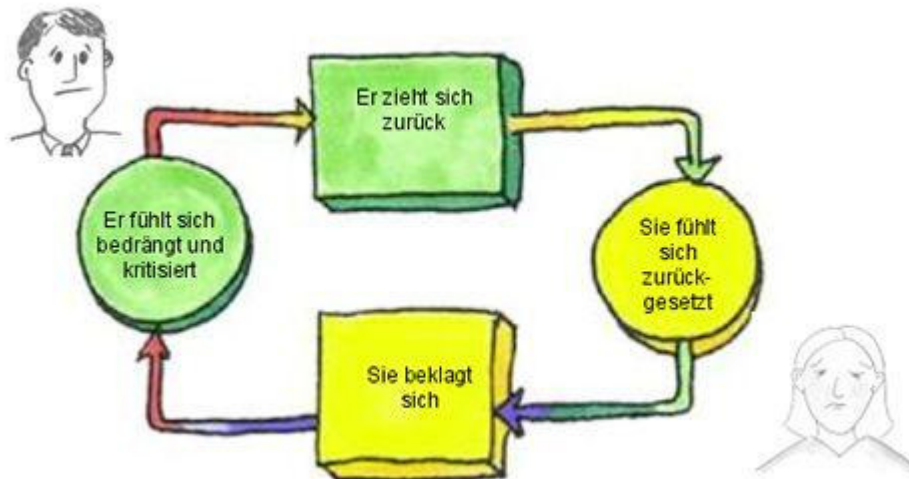 Er zieht sich
zurück
Sie fühlt
sich
zurück-
gesetzt
Sie beklagt
sich
Er fühlt sich
bedrängt und
kritisiert